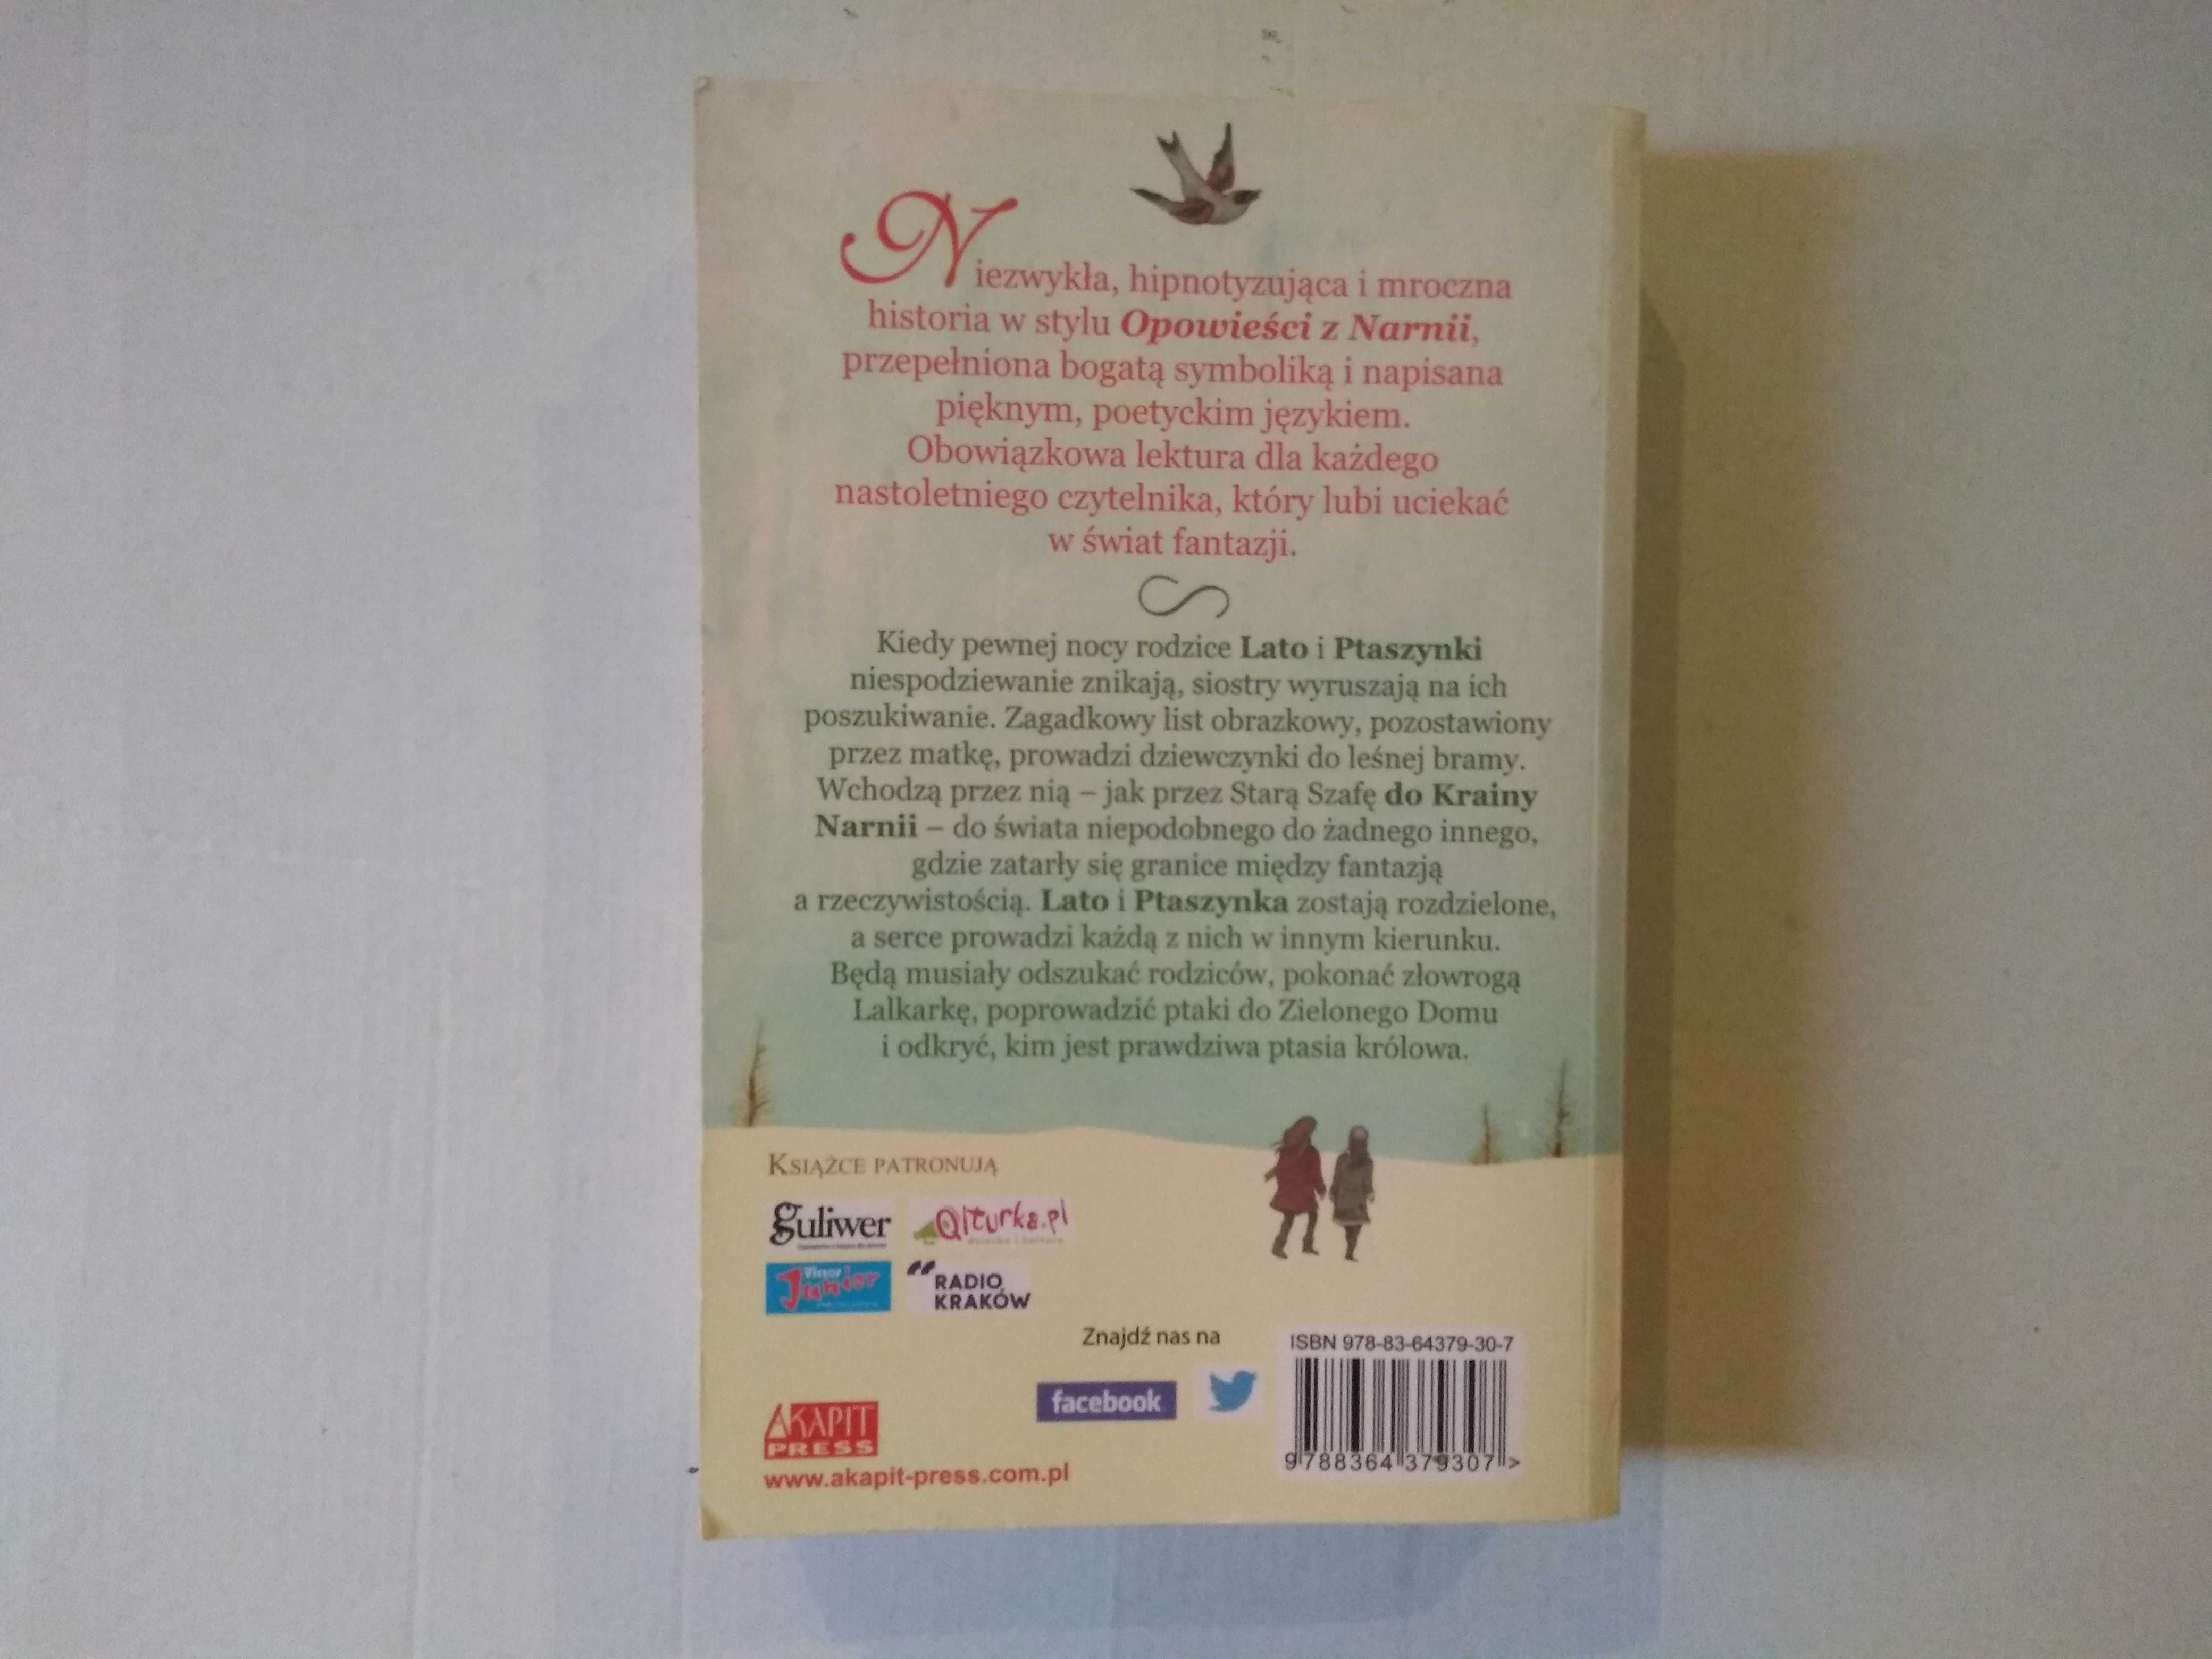 Niezwykła, hipnotyzująca i mroczna
historia w stylu Opowieści z Narnii,
przepełniona bogatą symboliką i napisana
pięknym, poetyckim językiem.
Obowiązkowa lektura dla każdego
nastoletniego czytelnika, który lubi uciekać
w świat fantazji.
Kiedy pewnej nocy rodzice Lato i Ptaszynki
niespodziewanie znikają, siostry wyruszają na ich
poszukiwanie. Zagadkowy list obrazkowy, pozostawiony
przez matkę, prowadzi dziewczynki do leśnej bramy.
Wchodzą przez nią – jak przez Starą Szafę do Krainy
Narnii – do świata niepodobnego do żadnego innego,
gdzie zatarły się granice między fantazją
a rzeczywistością. Lato i Ptaszynka zostają rozdzielone,
a serce prowadzi każdą z nich w innym kierunku.
Będą musiały odszukać rodziców, pokonać złowrogą
Lalkarkę, poprowadzić ptaki do Zielonego Domu
i odkryć, kim jest prawdziwa ptasia królowa.
KSIĄŻCE PATRONUJĄ
guliwer
Qlturka.pl
dziecko i kultura
Victor
Junior
RADIO
KRAKÓW
Znajdź nas na
facebook
ISBN 978-83-64379-30-7
9788364379307>
AKAPIT
PRESS
www.akapit-press.com.pl